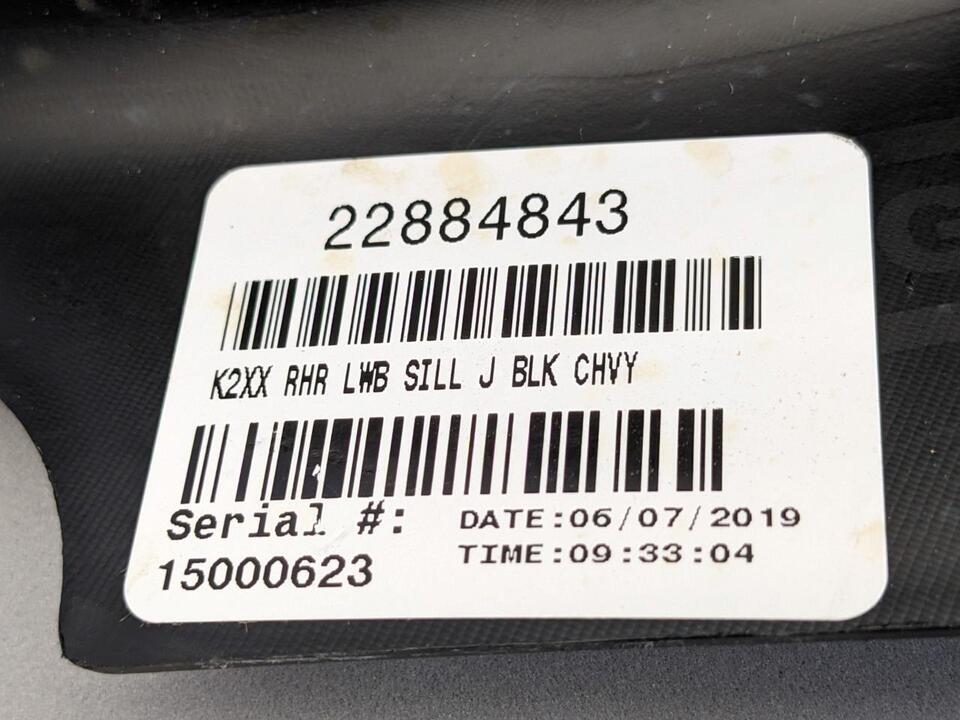 22884843
K2XX RHR LWB SILL J BLK CHVY
Serial #:
15000623
DATE:06/07/2019
TIME:09:33:04